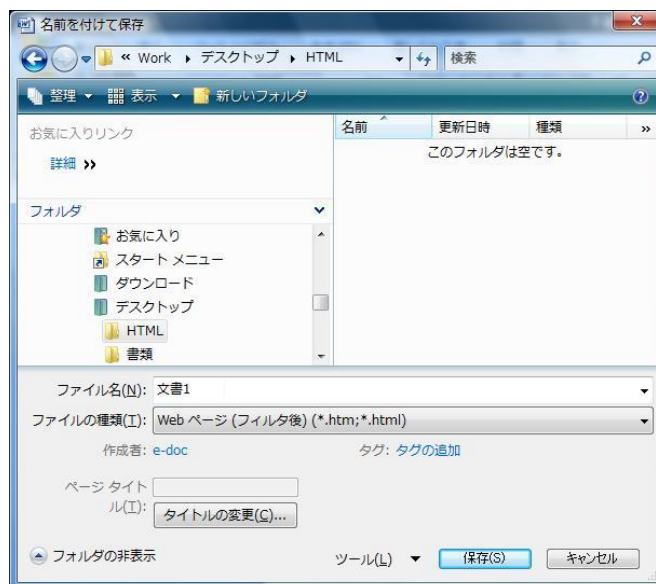 名前を付けて保存
« Work ▸ デスクトップ ▸ HTML 検索
整理 表示 新しいフォルダ
お気に入りリンク
詳細 »
名前 更新日時 種類 »
このフォルダは空です。
フォルダ
お気に入り
スタート メニュー
ダウンロード
デスクトップ
HTML
書類
ファイル名(N): 文書1
ファイルの種類(T): Web ページ (フィルタ後) (*.htm;*.html)
作成者: e-doc タグ: タグの追加
ページ タイト
ル(I):
タイトルの変更(C)...
フォルダの非表示 ツール(L) 保存(S) キャンセル